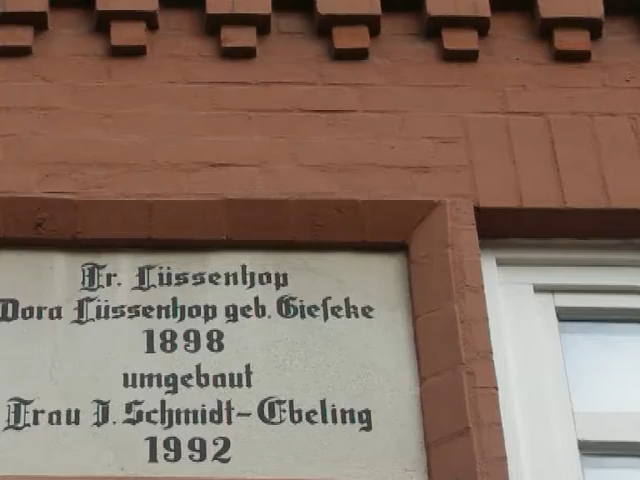 Fr. Lüssenhop
Dora Lüssenhop geb. Gieseke
1898
umgebaut
Frau I. Schmidt-Ebeling
1992